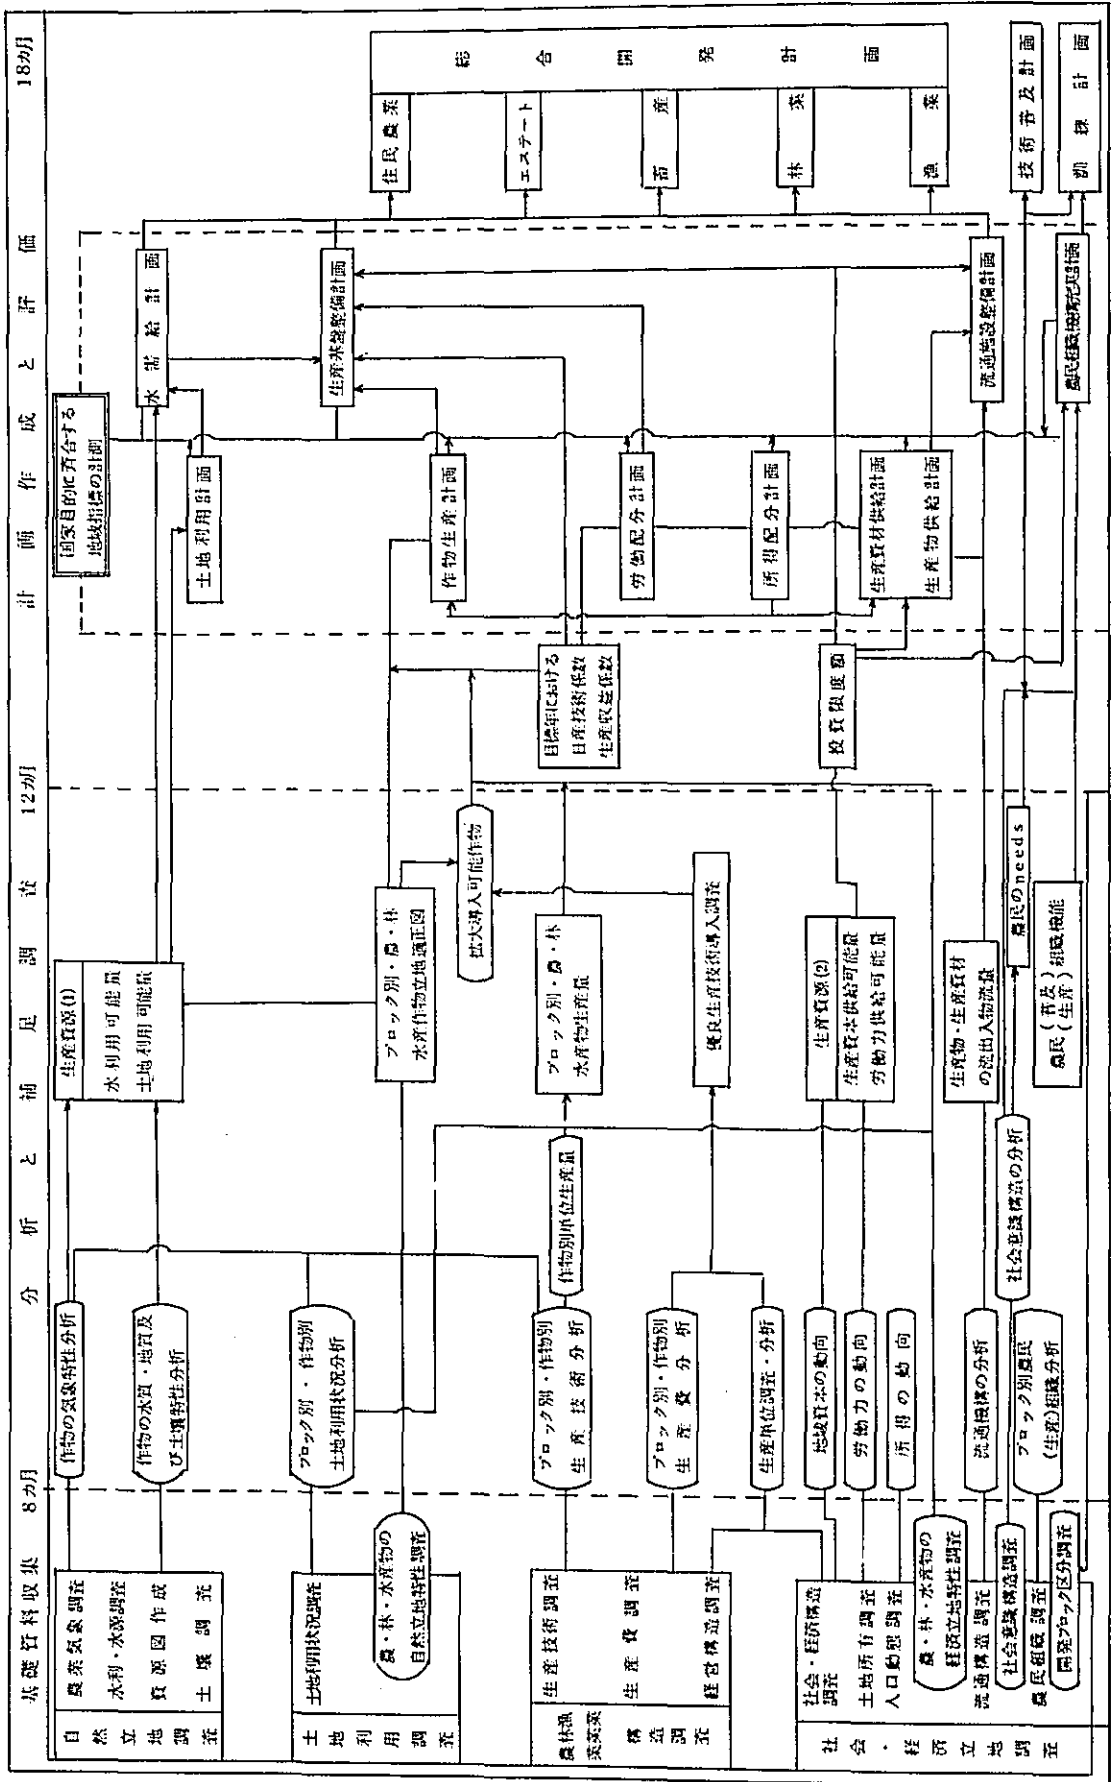 基礎資料収集
8カ月
分析と補足調査
12カ月
計画作成と評価
18カ月
自然立地調査
農業気象調査
水利・水源調査
資源図作成
土壌調査
土地利用調査
土地利用状況調査
農・林・水産物の
自然立地特性調査
農林漁
業業業
構造調査
生産技術調査
生産費調査
経営構造調査
社会・経済立地調査
社会・経済構造
調査
土地所有調査
人口動態調査
農・林・水産物の
経済立地特性調査
流通構造調査
社会意識構造調査
農民組織調査
開発ブロック区分調査
作物の気象特性分析
作物の水質・地質及
び土壌特性分析
ブロック別・作物別
土地利用状況分析
ブロック別・作物別
生産技術分析
ブロック別・作物別
生産費分析
生産単位調査・分析
地域資本の動向
労働力の動向
所得の動向
流通機構の分析
ブロック別農民
(生産)組織分析
作物別単位生産量
社会意識構造の分析
生産資源(1)
水利用可能量
土地利用可能量
ブロック別・農・林
水産作物立地適正図
拡大導入可能作物
ブロック別・農・林
水産物生産量
優良生産技術導入調査
生産資源(2)
生産資本供給可能量
労働力供給可能量
生産物・生産資材
の流出入物流量
農民のneeds
農民(普及)(生産)組織機能
目標年における
日産技術係数
生産収益係数
投資限度額
国家目的に斉合する
地域指標の計測
土地利用計画
水需給計画
生産基盤整備計画
作物生産計画
労働配分計画
所得配分計画
生産資材供給計画
生産物供給計画
流通施設整備計画
農民組織機構充実計画
住民農業
エステート
畜産
林業
漁業
総合開発計画
技術普及計画
訓練計画